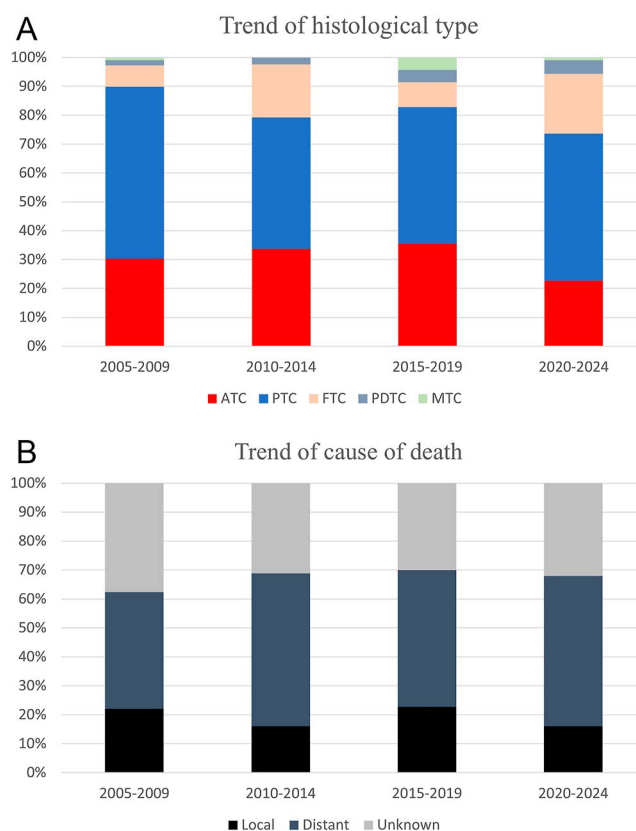 A
Trend of histological type
100%
90%
80%
70%
60%
50%
40%
30%
20%
10%
0%
2005-2009 2010-2014 2015-2019 2020-2024
ATC PTC FTC PDTC MTC
B
Trend of cause of death
100%
90%
80%
70%
60%
50%
40%
30%
20%
10%
0%
2005-2009 2010-2014 2015-2019 2020-2024
Local Distant Unknown